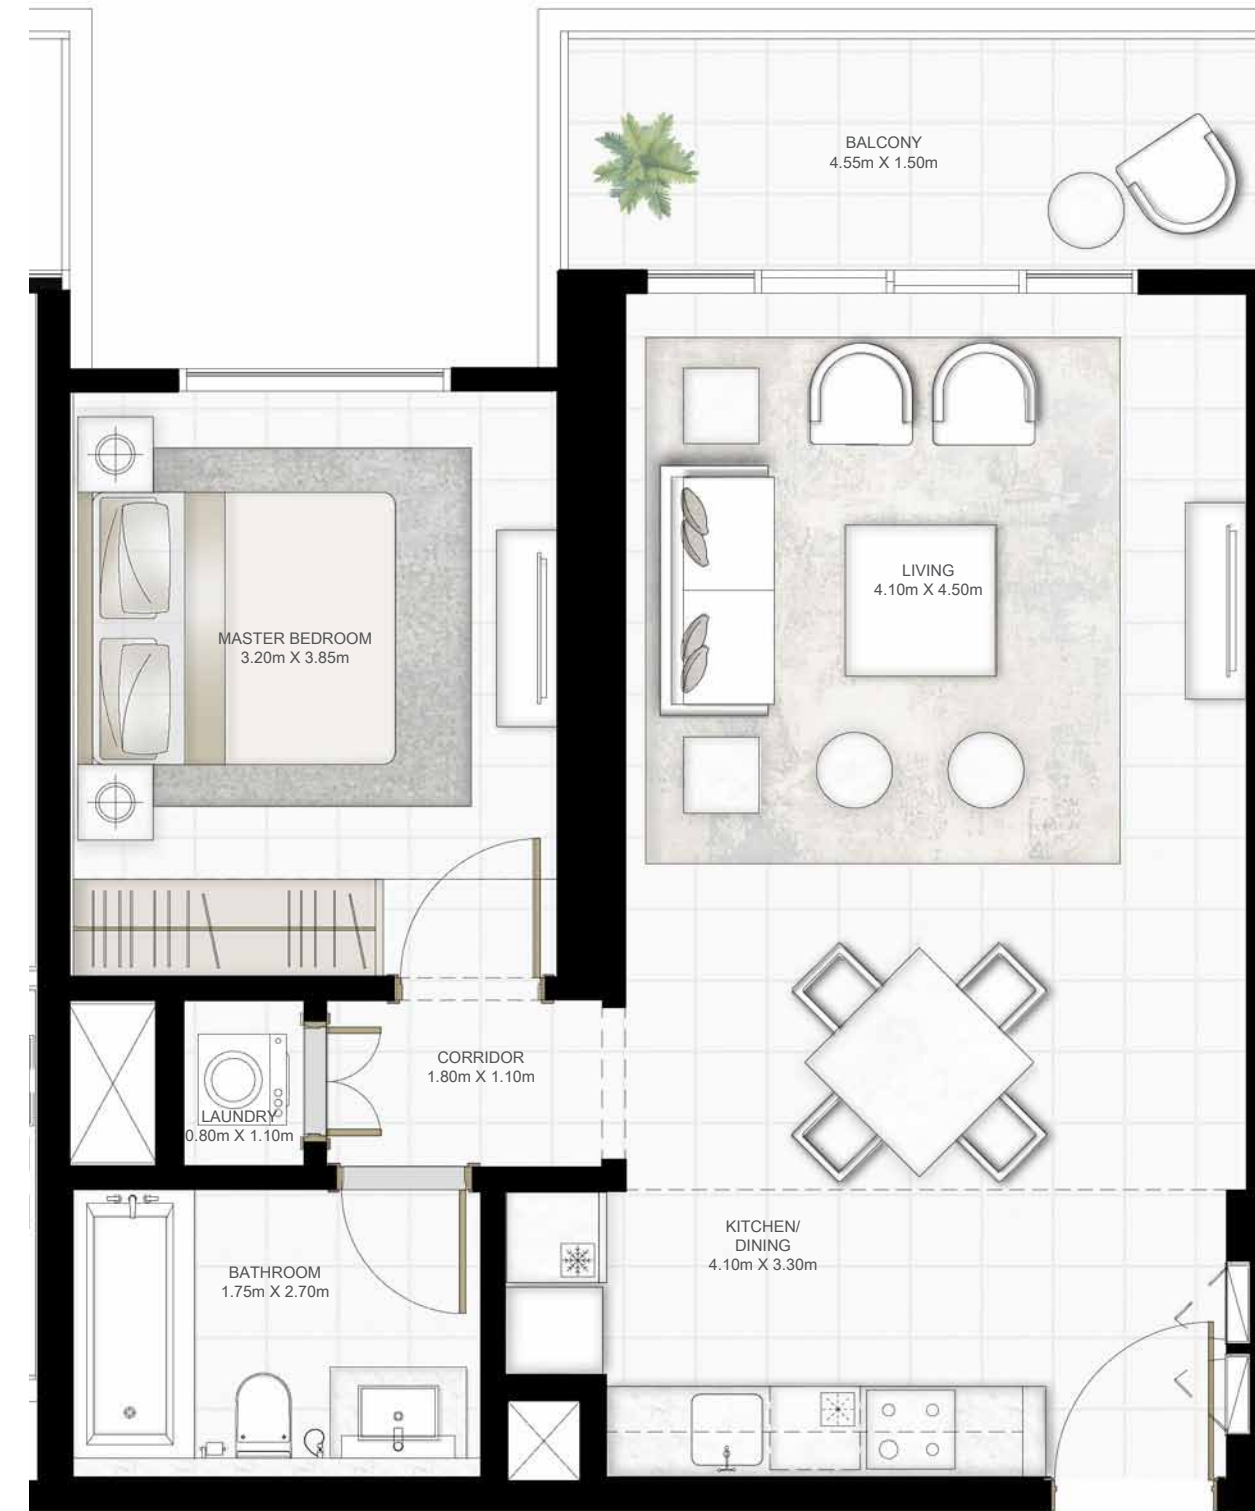 BALCONY
4.55m X 1.50m
LIVING
4.10m X 4.50m
MASTER BEDROOM
3.20m X 3.85m
CORRIDOR
1.80m X 1.10m
LAUNDRY
0.80m X 1.10m
KITCHEN/
DINING
4.10m X 3.30m
BATHROOM
1.75m X 2.70m